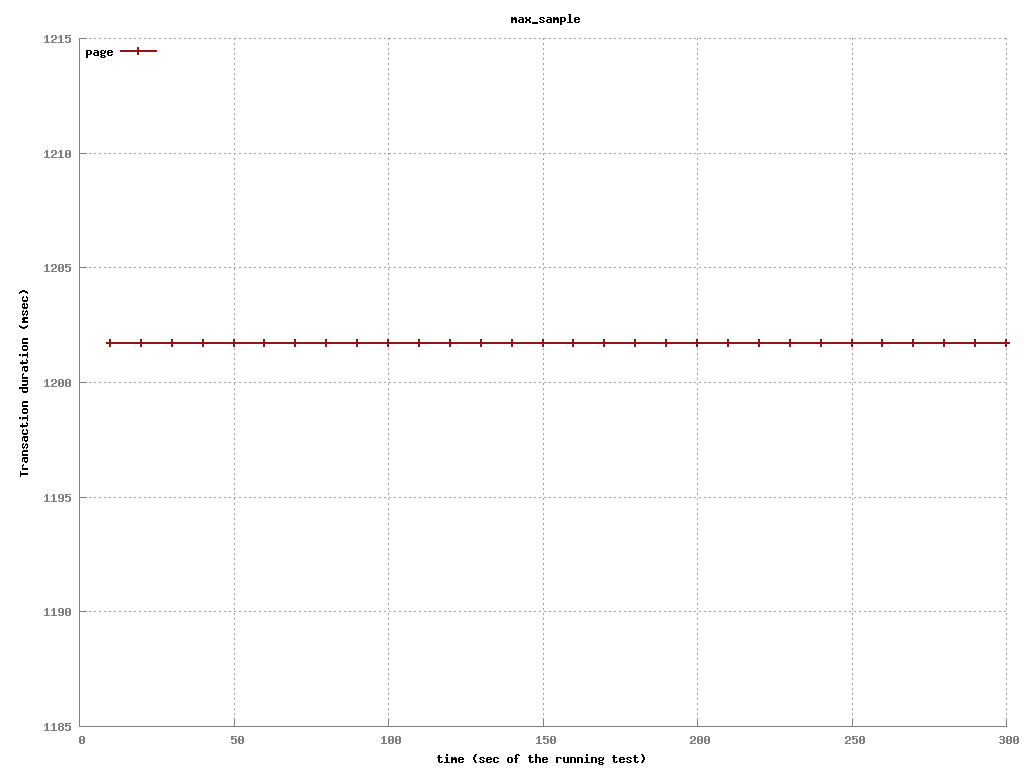 max_sample
1215
page
1210
1205
1200
1195
1190
1185
Transaction duration (msec)
0 50 100 150 200 250 300
time (sec of the running test)